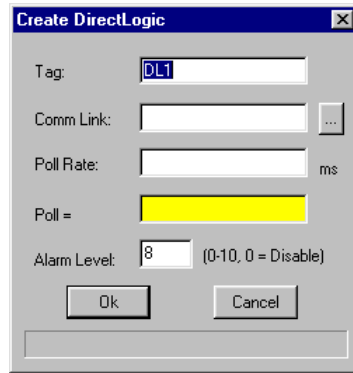 Create DirectLogic
Tag: DL1
Comm Link: ...
Poll Rate: ms
Poll =
Alarm Level: 8 (0-10, 0 = Disable)
Ok Cancel